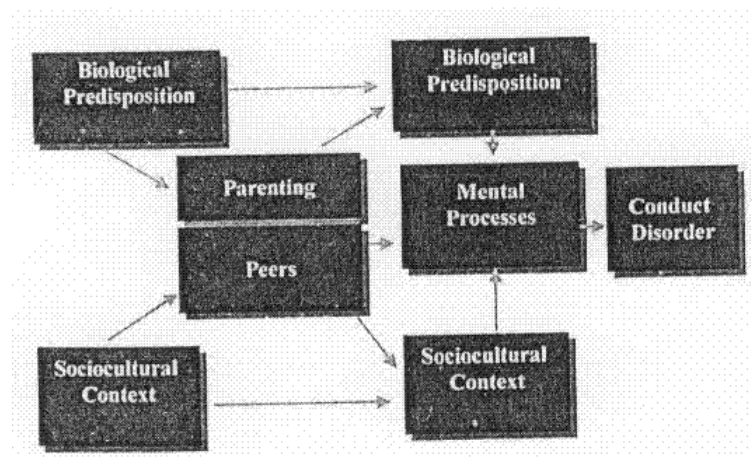 Biological
Predisposition
Biological
Predisposition
Parenting
Peers
Mental
Processes
Conduct
Disorder
Sociocultural
Context
Sociocultural
Context